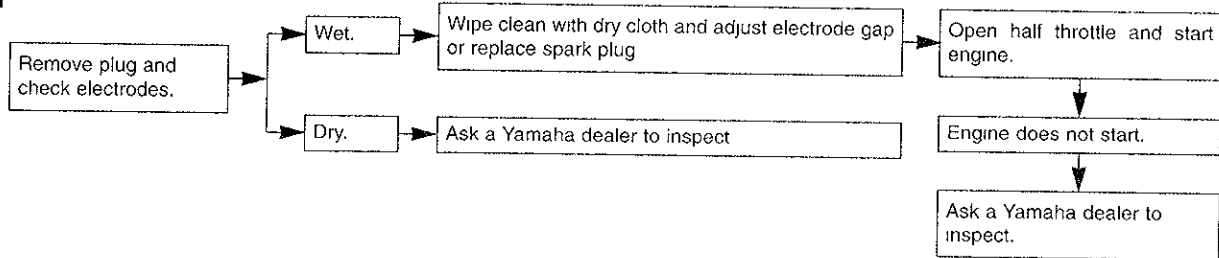 Remove plug and
check electrodes.
Wet.
Wipe clean with dry cloth and adjust electrode gap
or replace spark plug
Open half throttle and start
engine.
Dry.
Ask a Yamaha dealer to inspect
Engine does not start.
Ask a Yamaha dealer to
inspect.